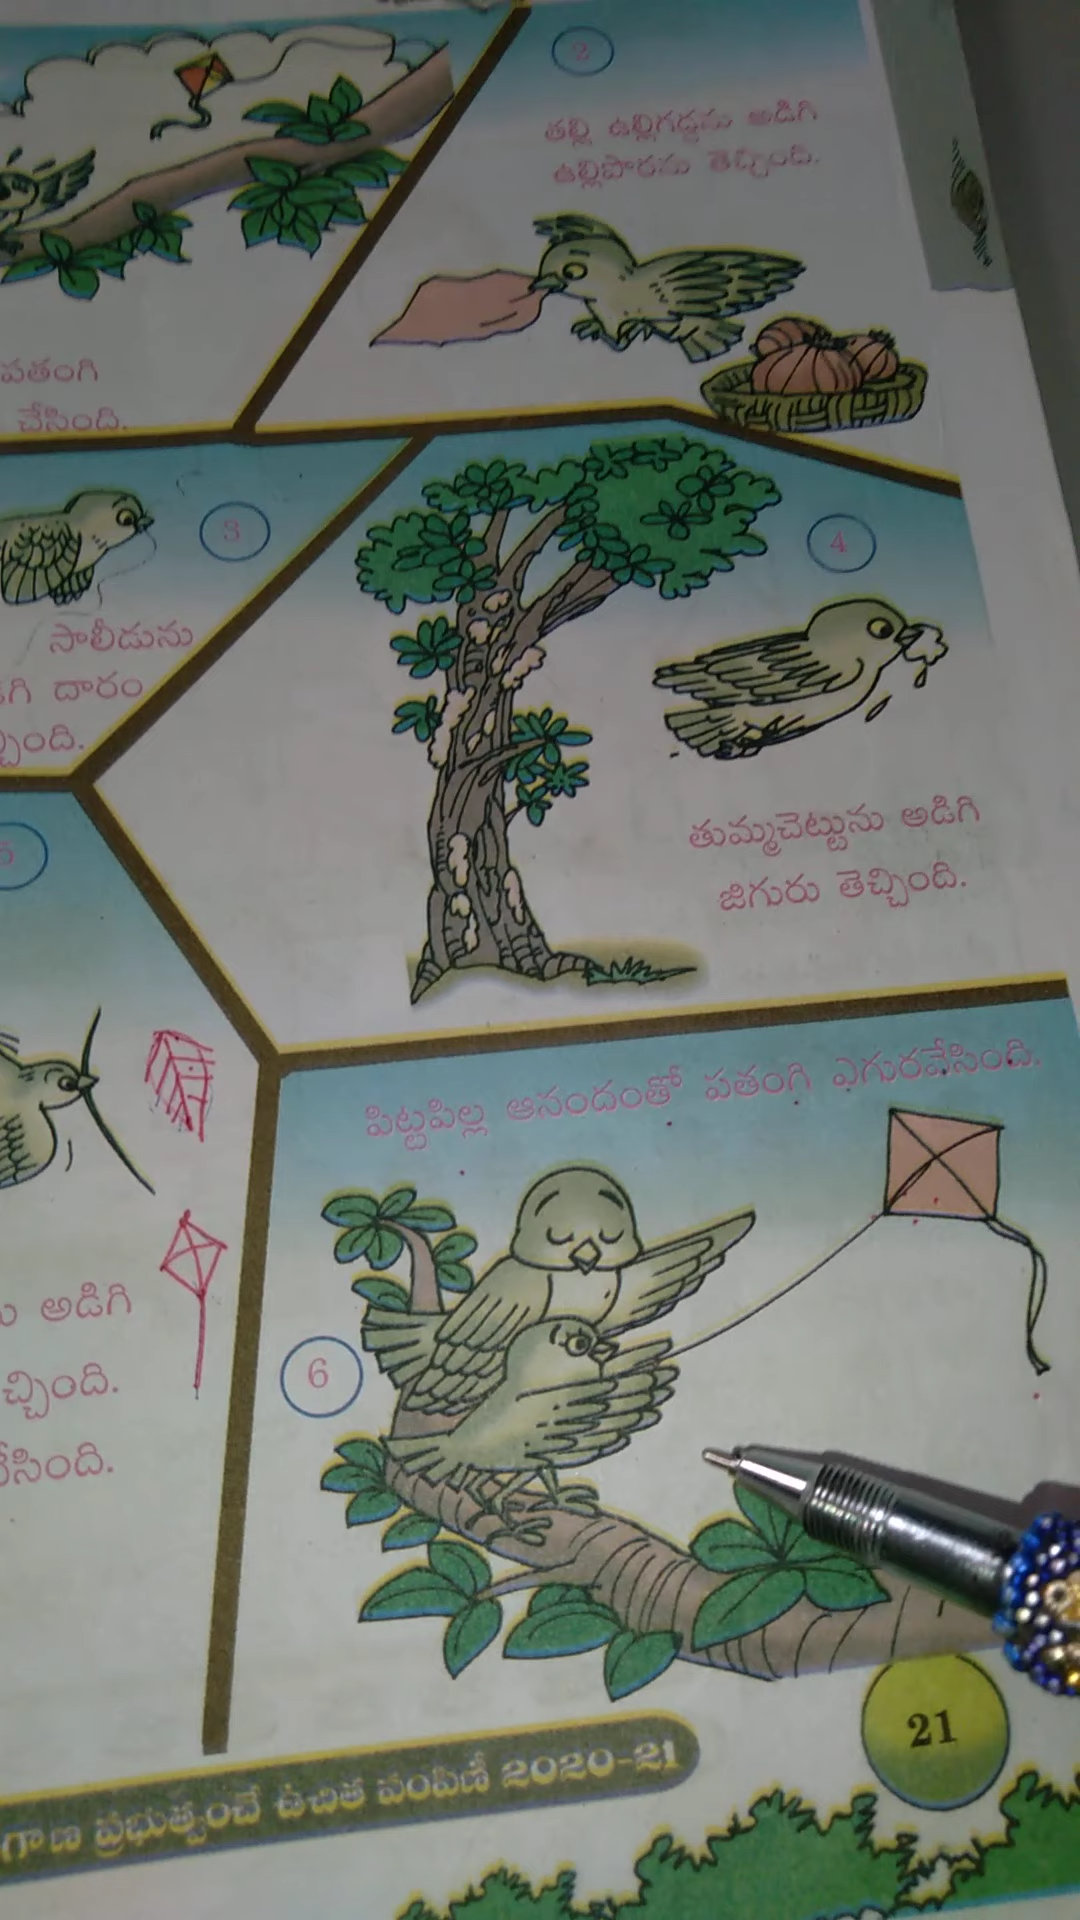 2
తల్లి ఉల్లిగడ్డను అడిగి
ఉల్లిపొరను తెచ్చింది.
పతంగి
చేసింది.
3
సాలీడును
దారం
4
తుమ్మచెట్టును అడిగి
జిగురు తెచ్చింది.
5
అడిగి
పిట్టపిల్ల ఆనందంతో పతంగి ఎగురవేసింది.
6
21
ప్రభుత్వంచే ఉచిత పంపిణీ 2020-21